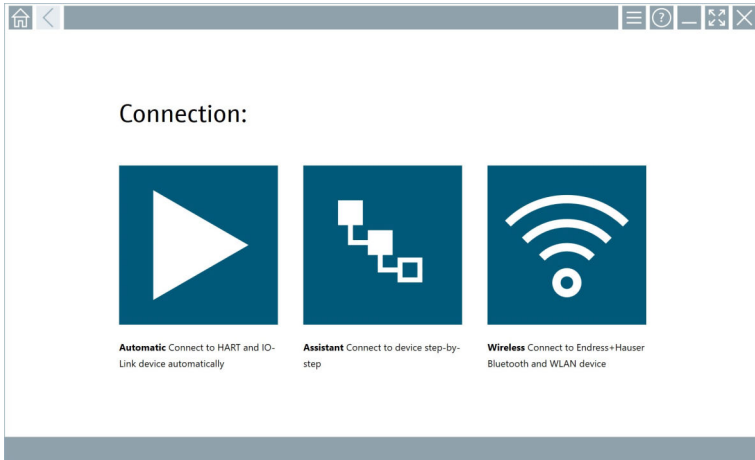 ?
Connection:
Automatic Connect to HART and IO-
Link device automatically
Assistant Connect to device step-by-
step
Wireless Connect to Endress+Hauser
Bluetooth and WLAN device